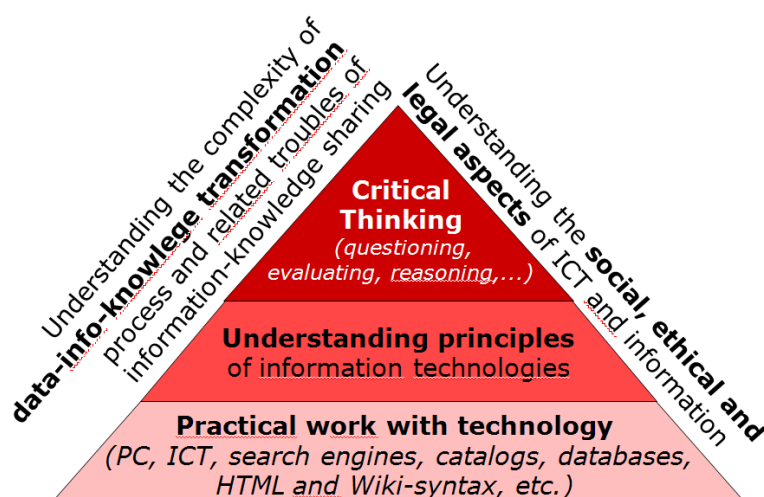 Understanding the complexity of
data-info-knowlege transformation
process and related troubles of
information-knowledge sharing
Understanding the social, ethical and
legal aspects of ICT and information
Critical
Thinking
(questioning,
evaluating, reasoning,...)
Understanding principles
of information technologies
Practical work with technology
(PC, ICT, search engines, catalogs, databases,
HTML and Wiki-syntax, etc.)